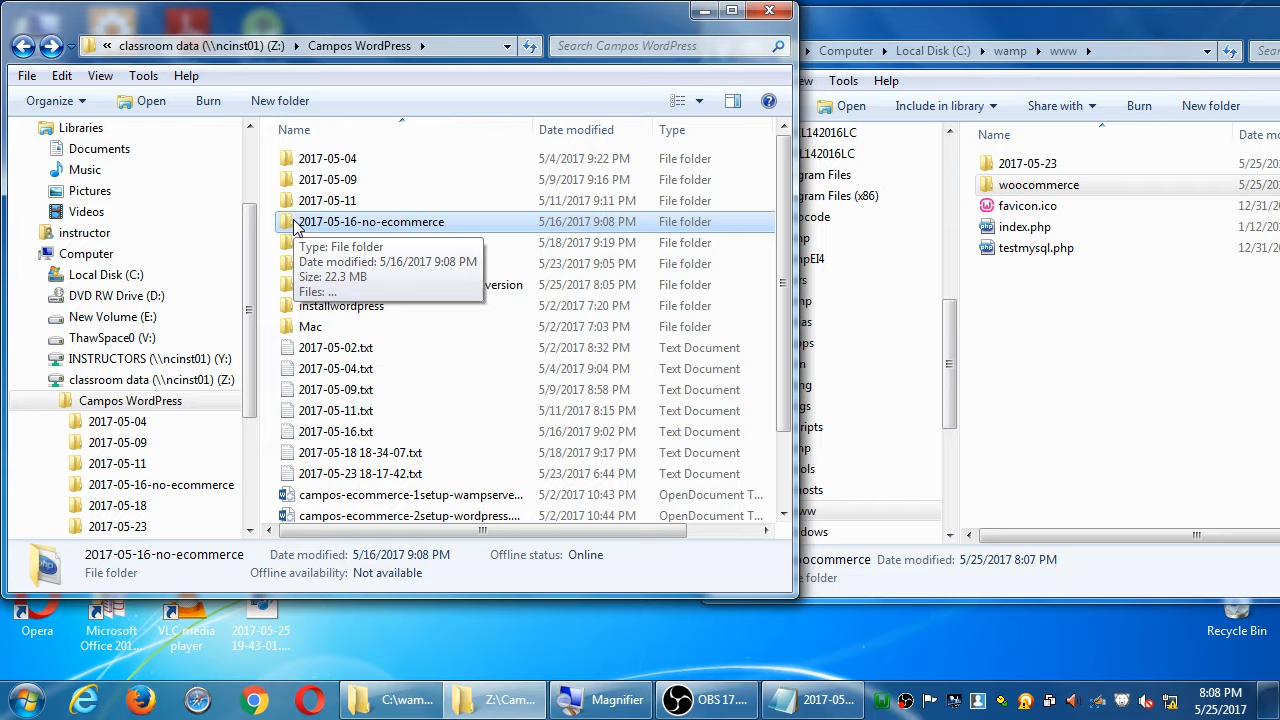 « classroom data (\\ncinst01) (Z:) ▸ Campos WordPress ▸
Search Campos WordPress
File Edit View Tools Help
Organize Open Burn New folder
Libraries
Documents
Music
Pictures
Videos
instructor
Computer
Local Disk (C:)
DVD RW Drive (D:)
New Volume (E:)
ThawSpace0 (V:)
INSTRUCTORS (\\ncinst01) (Y:)
classroom data (\\ncinst01) (Z:)
Campos WordPress
2017-05-04
2017-05-09
2017-05-11
2017-05-16-no-ecommerce
2017-05-18
2017-05-23
Name Date modified Type
2017-05-04 5/4/2017 9:22 PM File folder
2017-05-09 5/9/2017 9:16 PM File folder
2017-05-11 5/11/2017 9:11 PM File folder
2017-05-16-no-ecommerce 5/16/2017 9:08 PM File folder
5/18/2017 9:19 PM File folder
5/23/2017 9:05 PM File folder
version 5/25/2017 8:05 PM File folder
installwordpress 5/2/2017 7:20 PM File folder
Mac 5/2/2017 7:03 PM File folder
2017-05-02.txt 5/2/2017 8:32 PM Text Document
2017-05-04.txt 5/4/2017 9:04 PM Text Document
2017-05-09.txt 5/9/2017 8:58 PM Text Document
2017-05-11.txt 5/11/2017 8:15 PM Text Document
2017-05-16.txt 5/16/2017 9:02 PM Text Document
2017-05-18 18-34-07.txt 5/18/2017 9:17 PM Text Document
2017-05-23 18-17-42.txt 5/23/2017 6:44 PM Text Document
campos-ecommerce-1setup-wampserve... 5/2/2017 10:43 PM OpenDocument T...
campos-ecommerce-2setup-wordpress.... 5/2/2017 10:44 PM OpenDocument T...
Type: File folder
Date modified: 5/16/2017 9:08 PM
Size: 22.3 MB
Files: ...
2017-05-16-no-ecommerce Date modified: 5/16/2017 9:08 PM Offline status: Online
File folder Offline availability: Not available
Computer ▸ Local Disk (C:) ▸ wamp ▸ www ▸
Sear
ew Tools Help
Open Include in library Share with Burn New folder
L142016LC
UL142016LC
gram Files
gram Files (x86)
ocode
mp
mpEI4
rs
ias
ps
gs
mp
ols
hosts
ww
dows
Name Date mo
2017-05-23 5/25/20
woocommerce 5/25/20
favicon.ico 12/31/20
index.php 12/31/20
testmysql.php 12/31/20
ocommerce Date modified: 5/25/2017 8:07 PM
e folder
Opera
Microsoft Office 201...
VLC media player
2017-05-25 19-43-01....
Recycle Bin
C:\wam...
Z:\Cam...
Magnifier
OBS 17....
2017-05...
8:08 PM
5/25/2017